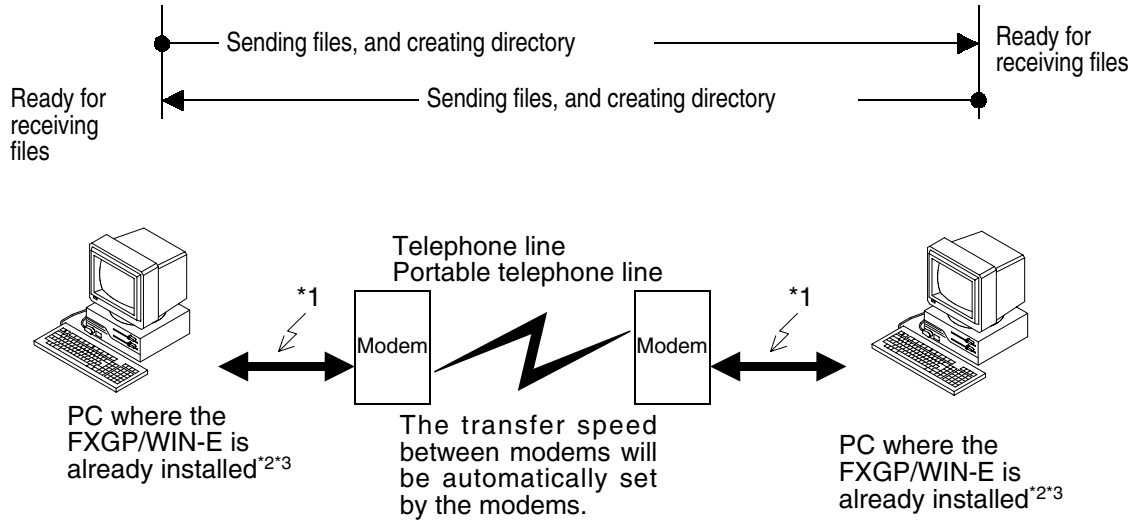 Sending files, and creating directory
Ready for
receiving files
Ready for
receiving
files
Sending files, and creating directory
Telephone line
Portable telephone line
*1
*1
Modem
Modem
PC where the
FXGP/WIN-E is
already installed*2*3
The transfer speed
between modems will
be automatically set
by the modems.
PC where the
FXGP/WIN-E is
already installed*2*3